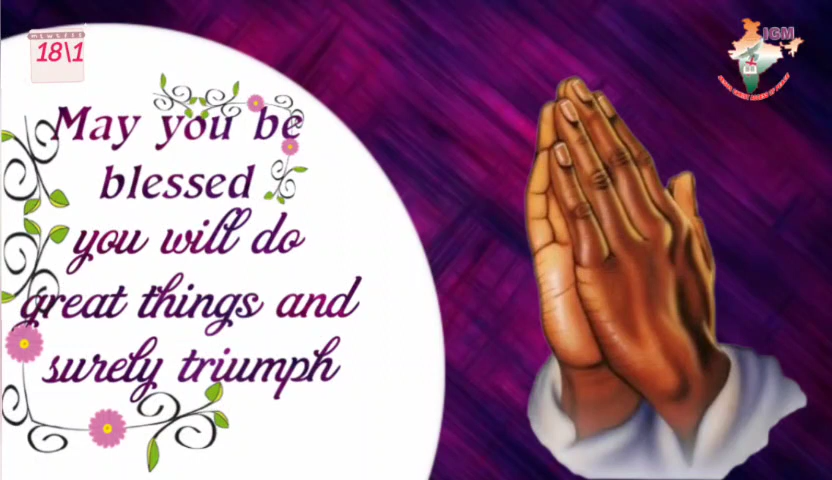 18\1
IGM
May you be
blessed
you will do
great things and
surely triumph